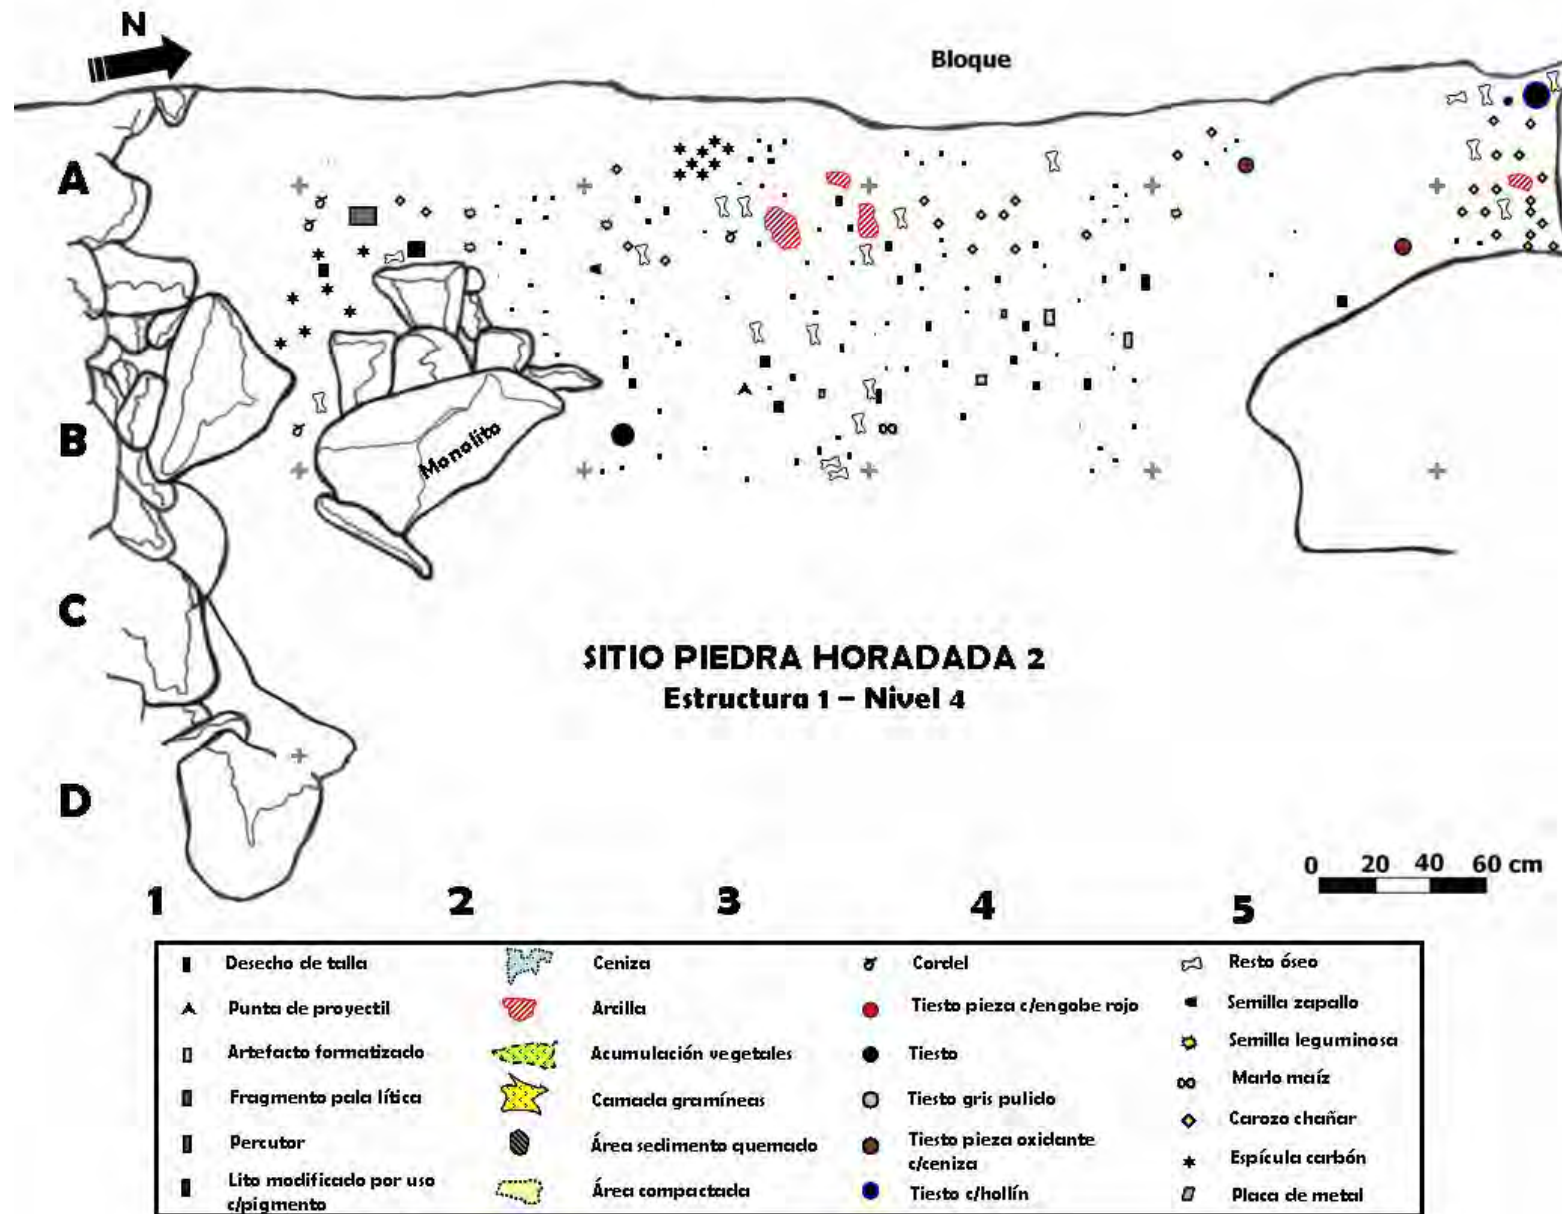 N
Bloque
A
B
Monolito
C
SITIO PIEDRA HORADADA 2
Estructura 1 – Nivel 4
D
0 20 40 60 cm
1 2 3 4 5
Desecho de talla
Punta de proyectil
Artefacto formatizado
Fragmento pala lítica
Percutor
Lito modificado por uso
c/pigmento
Ceniza
Arcilla
Acumulación vegetales
Camada gramíneas
Área sedimento quemado
Área compactada
Cordel
Tiesto pieza c/engobe rojo
Tiesto
Tiesto gris pulido
Tiesto pieza oxidante
c/ceniza
Tiesto c/hollín
Resto óseo
Semilla zapallo
Semilla leguminosa
Marlo maíz
Carozo chañar
Espícula carbón
Placa de metal